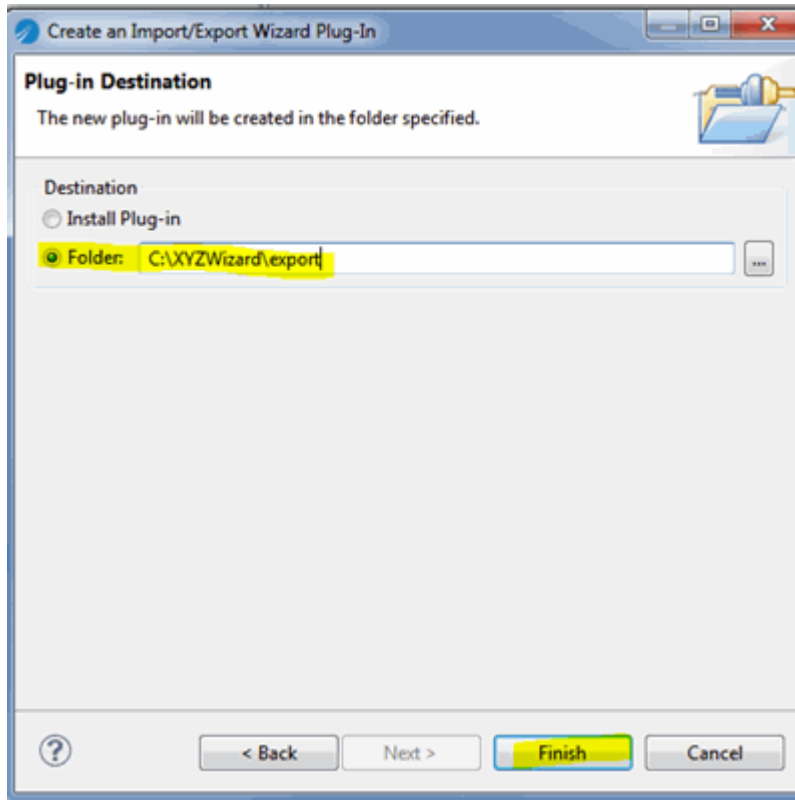 Create an Import/Export Wizard Plug-In
Plug-in Destination
The new plug-in will be created in the folder specified.
Destination
Install Plug-in
Folder: C:\XYZWizard\export
...
?
< Back Next > Finish Cancel